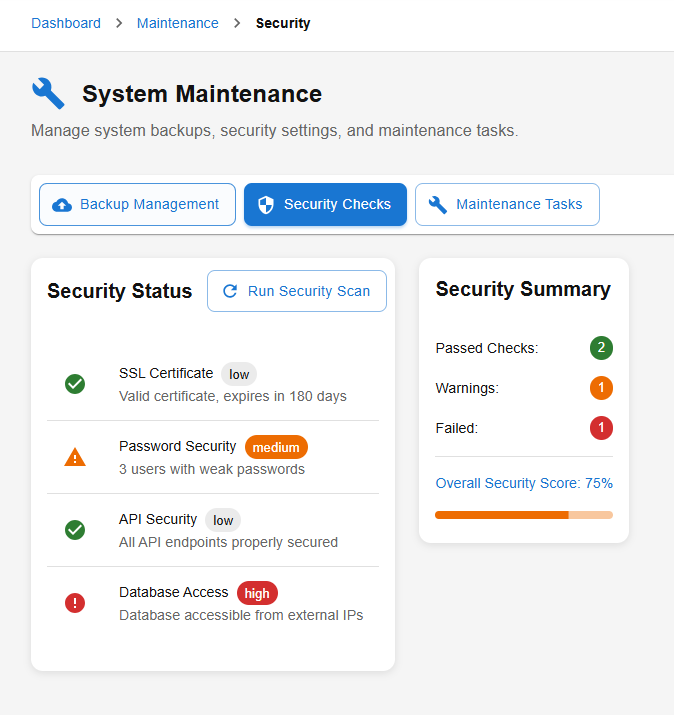 Dashboard > Maintenance > Security
System Maintenance
Manage system backups, security settings, and maintenance tasks.
Backup Management Security Checks Maintenance Tasks
Security Status Run Security Scan
SSL Certificate low
Valid certificate, expires in 180 days
Password Security medium
3 users with weak passwords
API Security low
All API endpoints properly secured
Database Access high
Database accessible from external IPs
Security Summary
Passed Checks: 2
Warnings: 1
Failed: 1
Overall Security Score: 75%